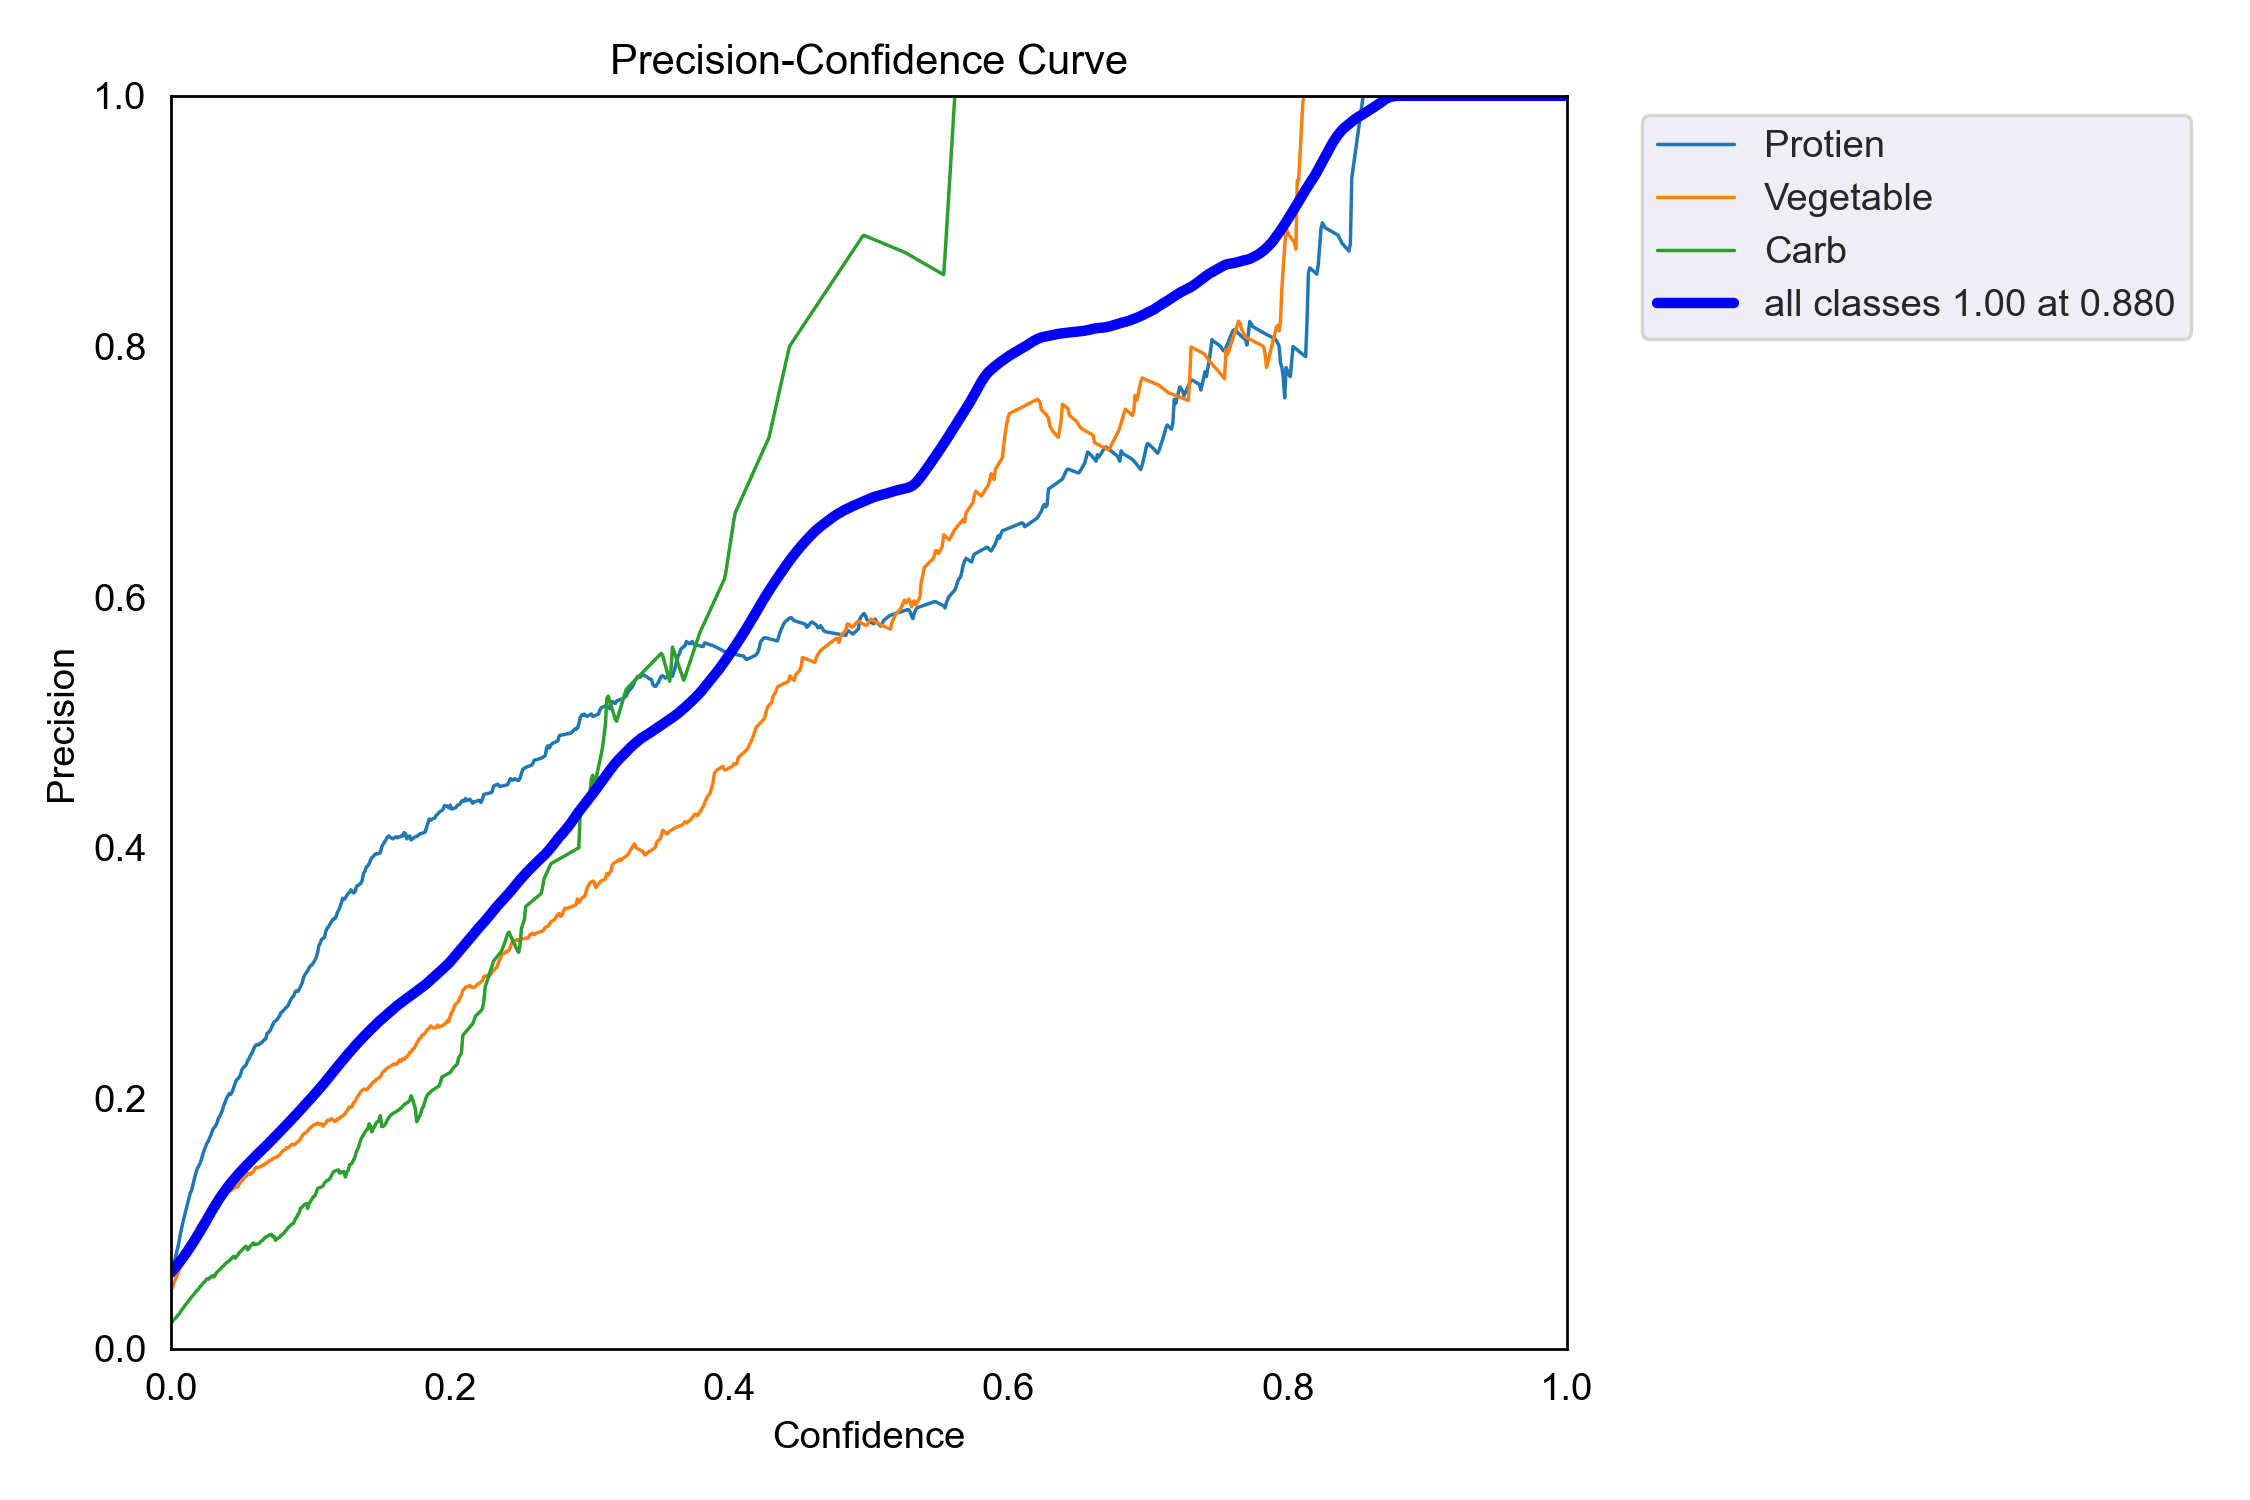 Precision-Confidence Curve
1.0
0.8
0.6
0.4
0.2
0.0
Precision
0.0 0.2 0.4 0.6 0.8 1.0
Confidence
Protien
Vegetable
Carb
all classes 1.00 at 0.880